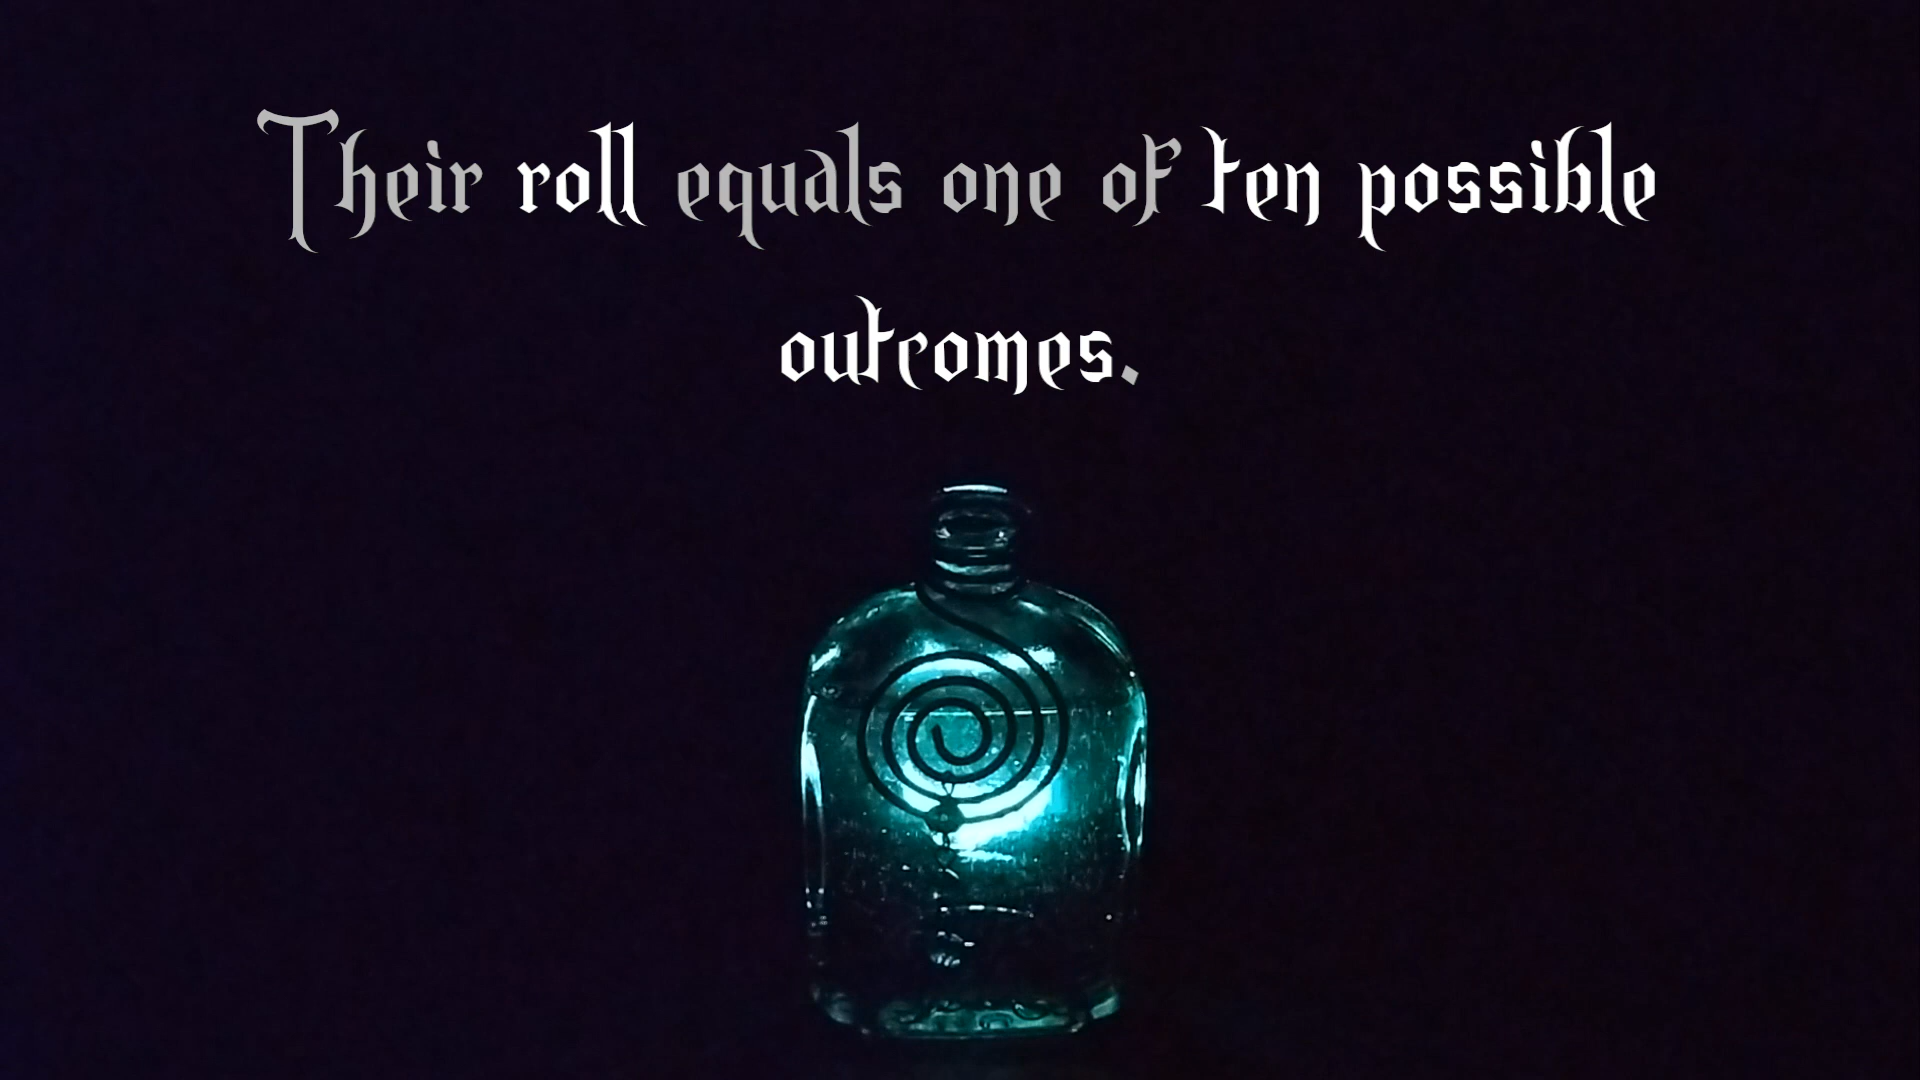 Their roll equals one of ten possible
outcomes.